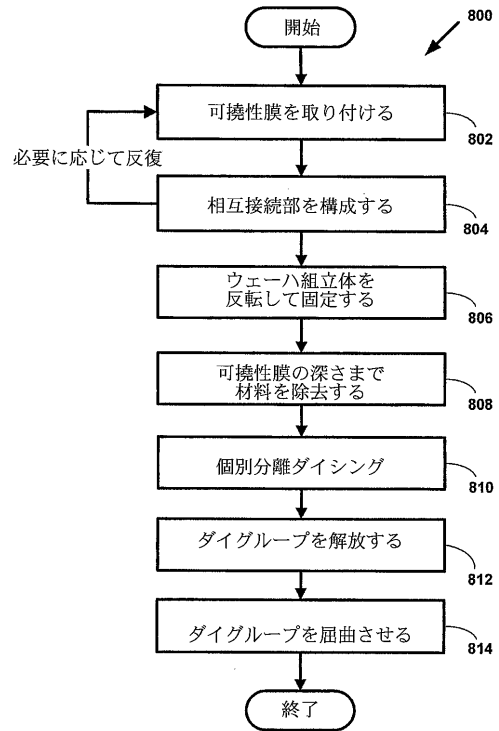 開始
800
可撓性膜を取り付ける
802
必要に応じて反復
相互接続部を構成する
804
ウェーハ組立体を
反転して固定する
806
可撓性膜の深さまで
材料を除去する
808
個別分離ダイシング
810
ダイグループを解放する
812
ダイグループを屈曲させる
814
終了